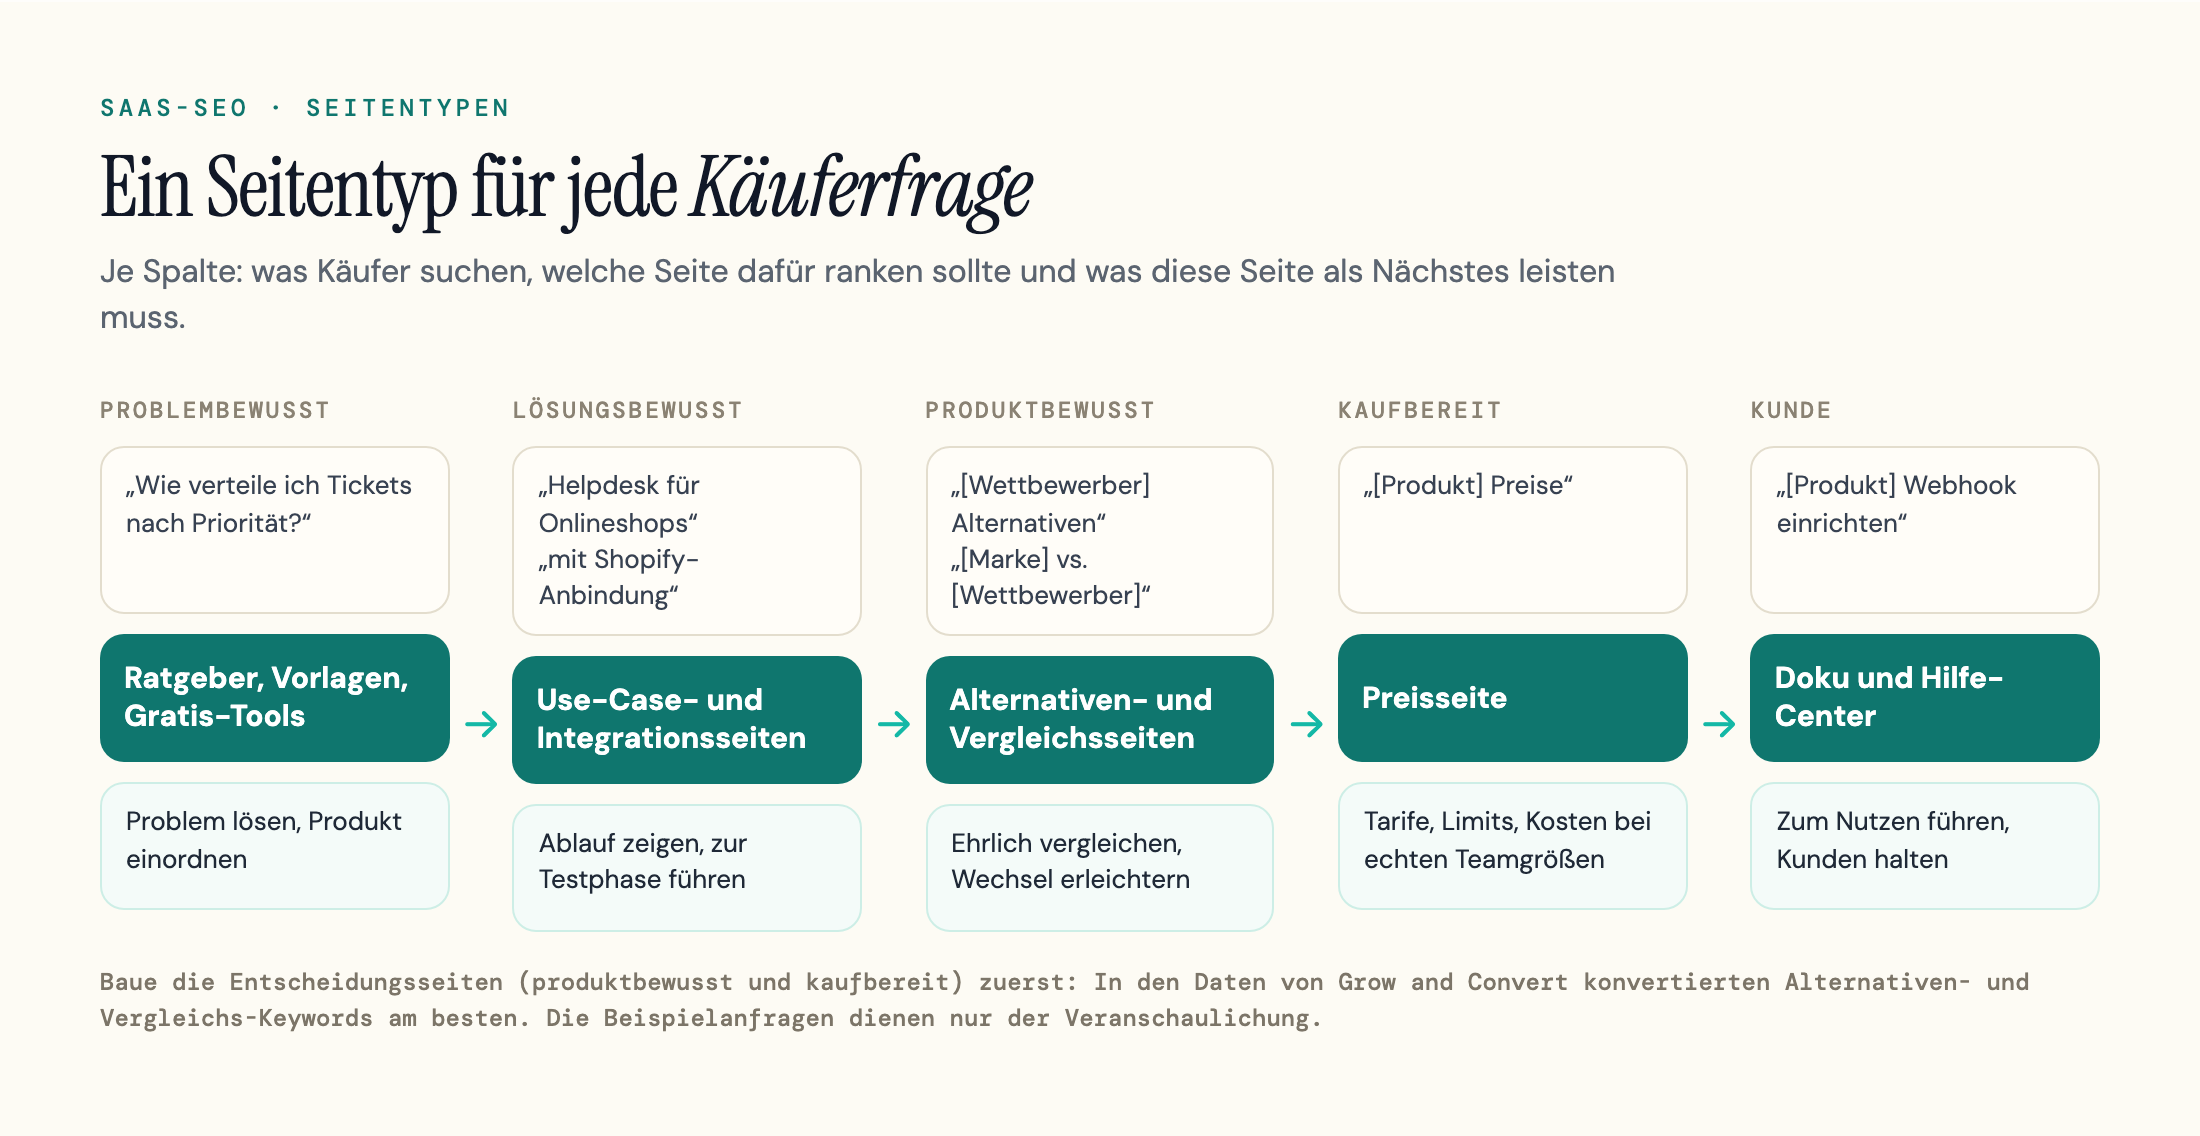 SAAS-SEO · SEITENTYPEN
Ein Seitentyp für jede Käuferfrage
Je Spalte: was Käufer suchen, welche Seite dafür ranken sollte und was diese Seite als Nächstes leisten
muss.
PROBLEMBEWUSST
„Wie verteile ich Tickets
nach Priorität?“
Ratgeber, Vorlagen,
Gratis-Tools
Problem lösen, Produkt
einordnen
LÖSUNGSBEWUSST
„Helpdesk für
Onlineshops“
„mit Shopify-
Anbindung“
Use-Case- und
Integrationsseiten
Ablauf zeigen, zur
Testphase führen
PRODUKTBEWUSST
„[Wettbewerber]
Alternativen“
„[Marke] vs.
[Wettbewerber]“
Alternativen- und
Vergleichsseiten
Ehrlich vergleichen,
Wechsel erleichtern
KAUFBEREIT
„[Produkt] Preise“
Preisseite
Tarife, Limits, Kosten bei
echten Teamgrößen
KUNDE
„[Produkt] Webhook
einrichten“
Doku und Hilfe-
Center
Zum Nutzen führen,
Kunden halten
Baue die Entscheidungsseiten (produktbewusst und kaufbereit) zuerst: In den Daten von Grow and Convert konvertierten Alternativen- und
Vergleichs-Keywords am besten. Die Beispielanfragen dienen nur der Veranschaulichung.